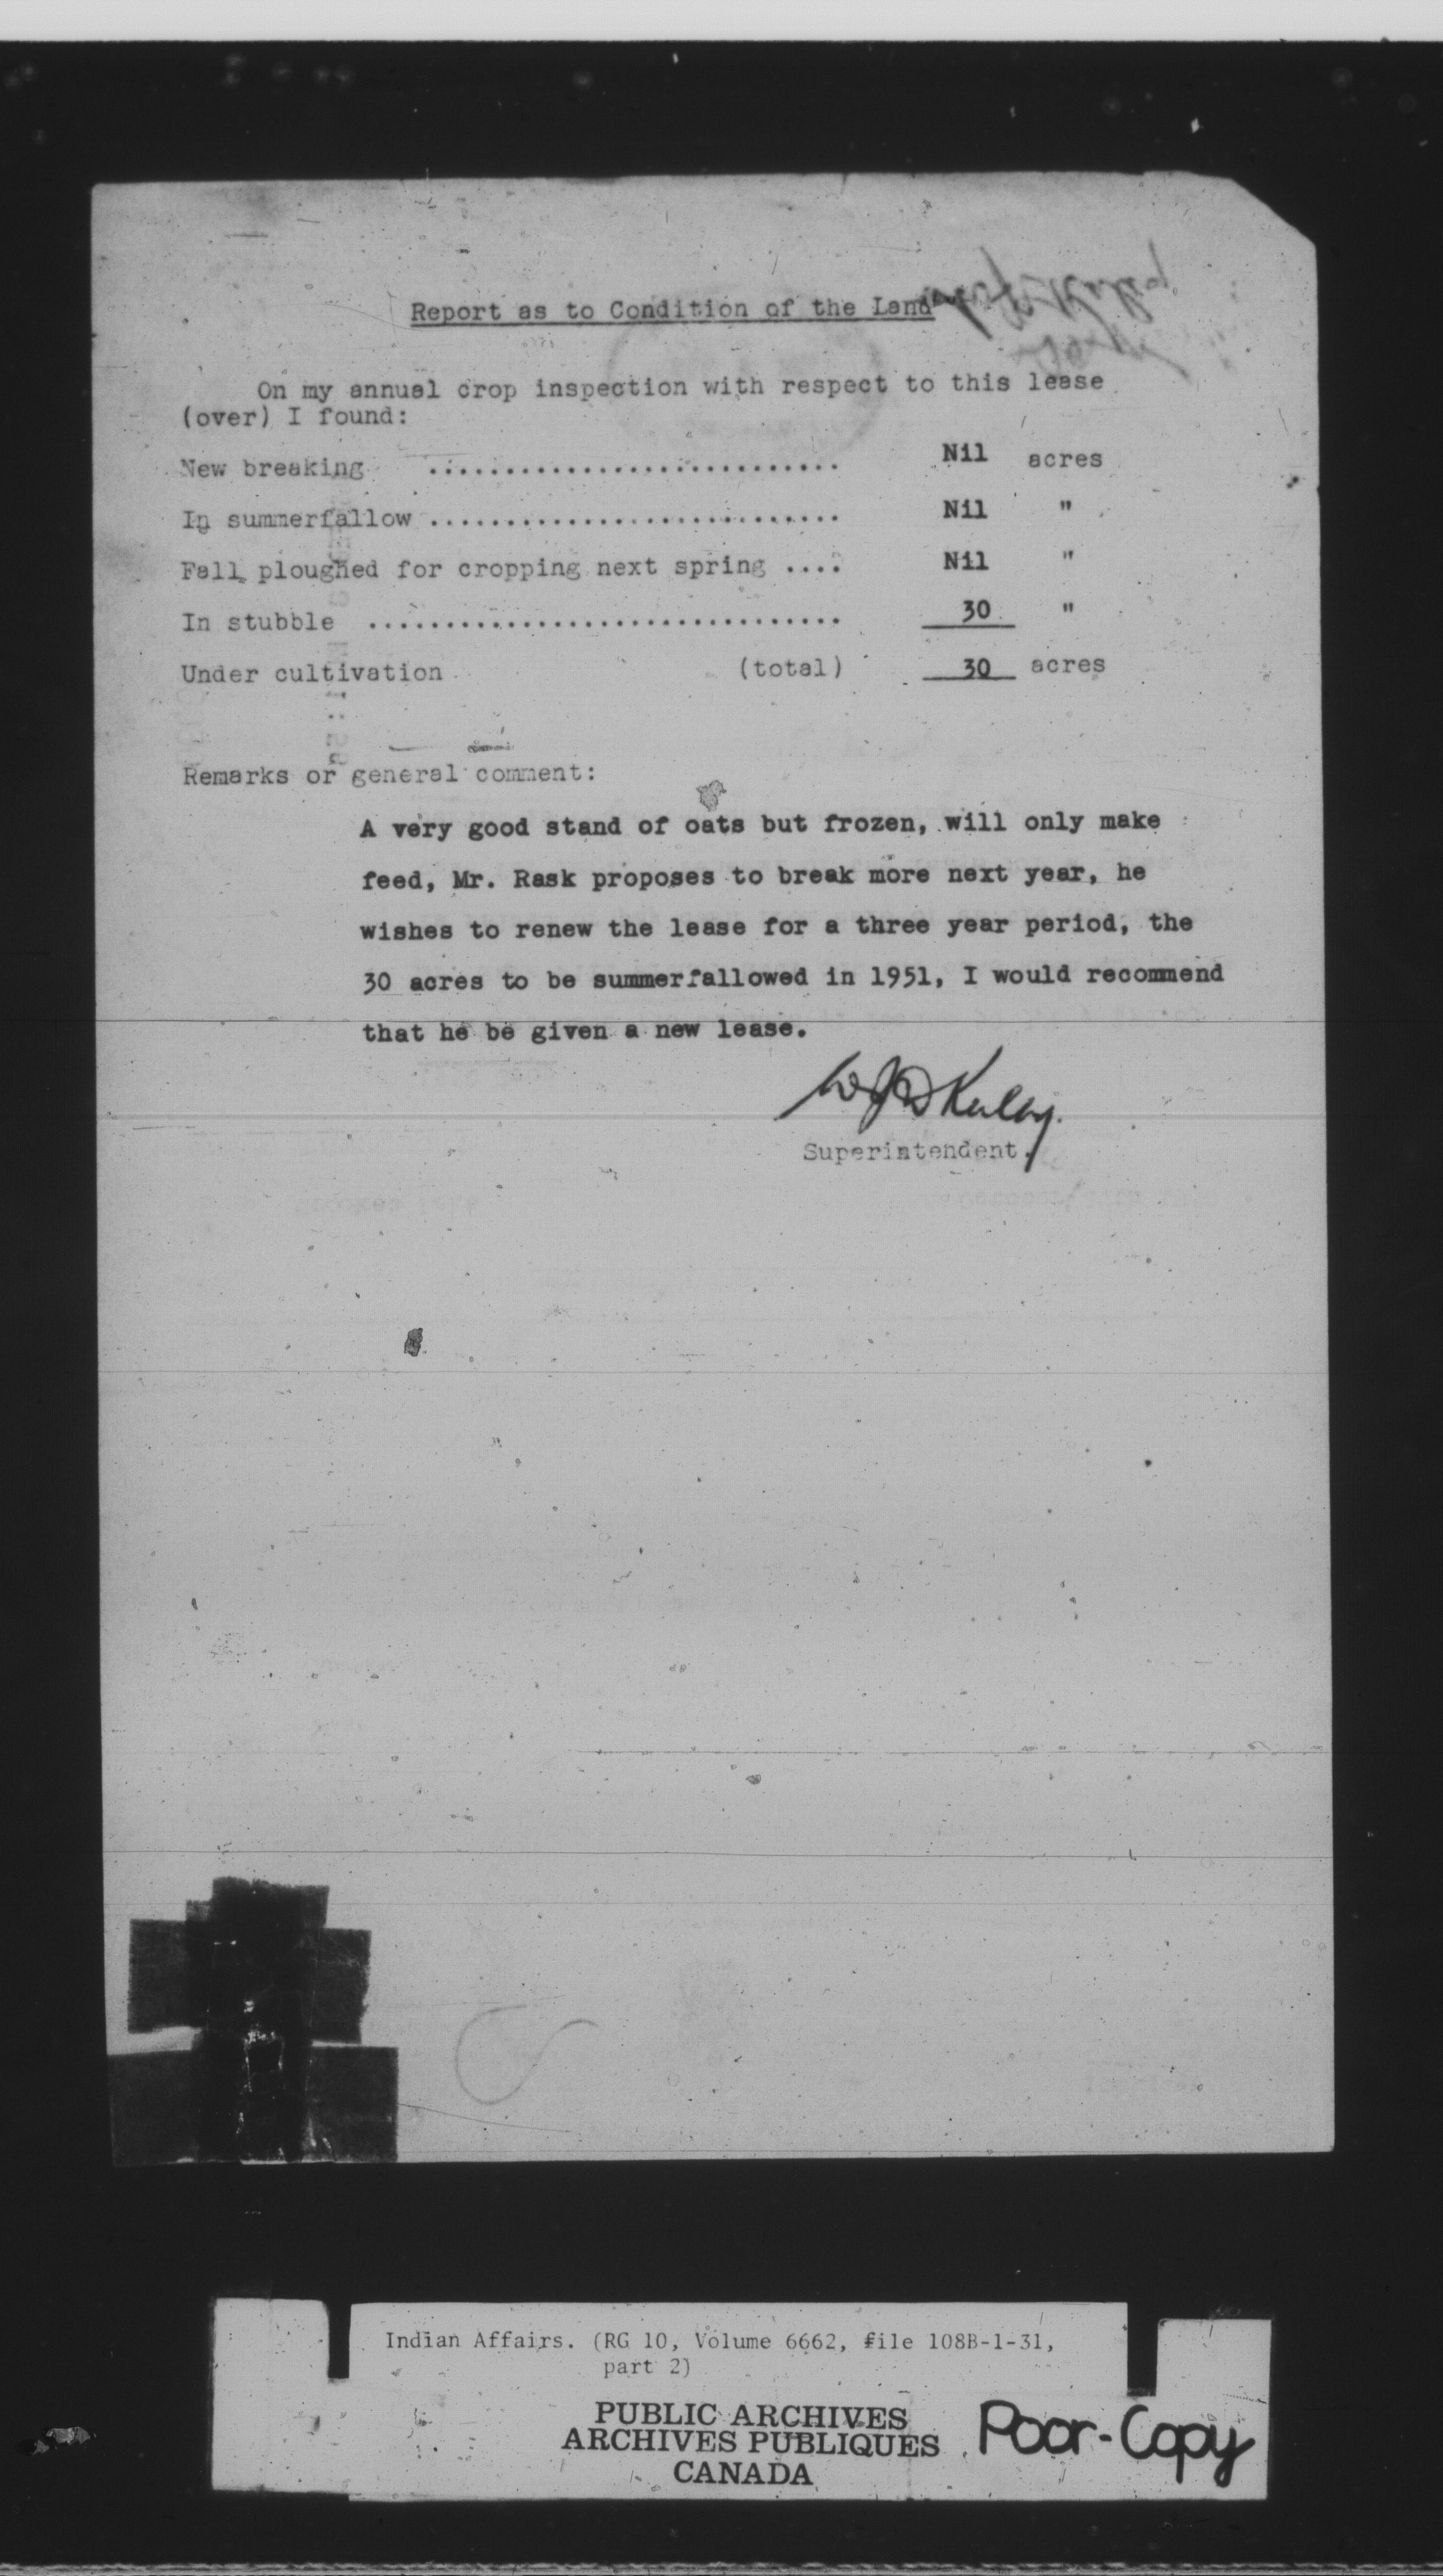 Report as to Condition of the Land
On my annual crop inspection with respect to this lease
(over) I found:
New breaking ........................... Nil acres
In summerfallow ........................... Nil "
Fall ploughed for cropping next spring .... Nil "
In stubble ............................... 30 "
Under cultivation (total) 30 acres
Remarks or general comment:
A very good stand of oats but frozen, will only make
feed, Mr. Rask proposes to break more next year, he
wishes to renew the lease for a three year period, the
30 acres to be summerfallowed in 1951, I would recommend
that he be given a new lease.
Superintendent.
Indian Affairs. (RG 10, Volume 6662, file 108B-1-31,
part 2)
PUBLIC ARCHIVES
ARCHIVES PUBLIQUES
CANADA
Poor-Copy